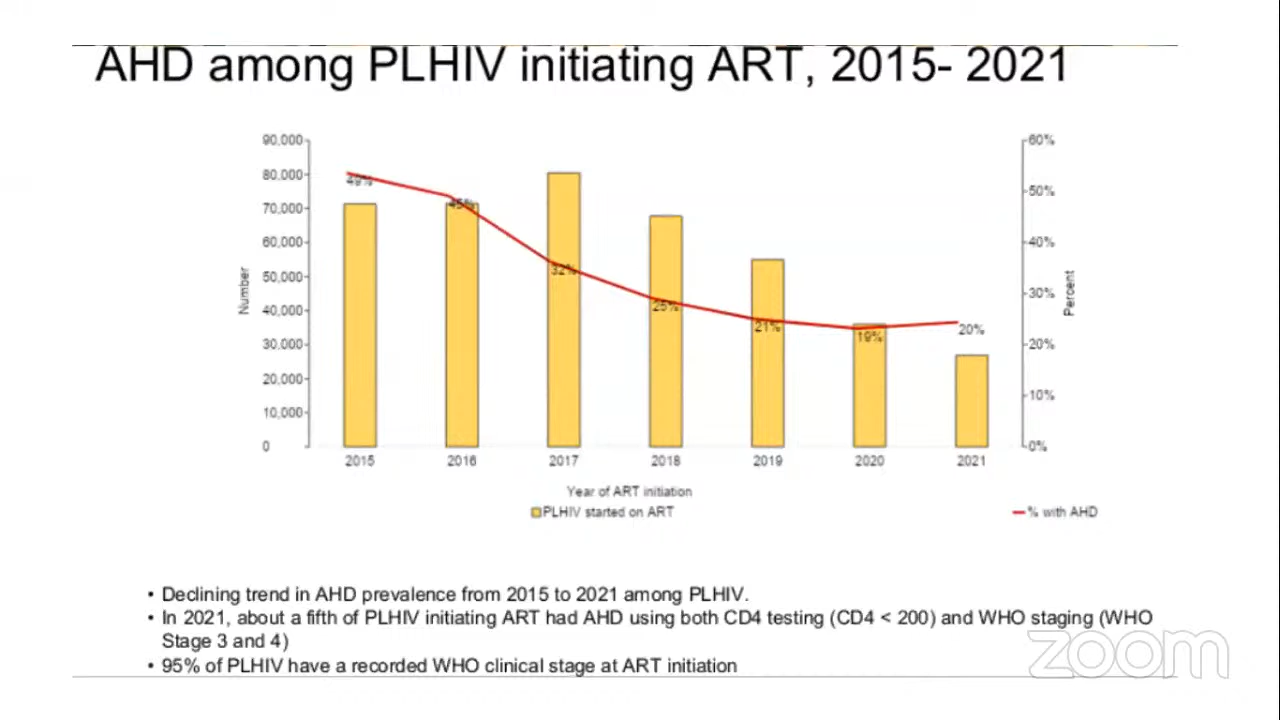 AHD among PLHIV initiating ART, 2015- 2021
90,000
80,000
70,000
60,000
50,000
40,000
30,000
20,000
10,000
0
Number
60%
50%
40%
30%
20%
10%
0%
Percent
49%
45%
32%
25%
21%
19%
20%
2015 2016 2017 2018 2019 2020 2021
Year of ART initiation
PLHIV started on ART
% with AHD
• Declining trend in AHD prevalence from 2015 to 2021 among PLHIV.
• In 2021, about a fifth of PLHIV initiating ART had AHD using both CD4 testing (CD4 < 200) and WHO staging (WHO
Stage 3 and 4)
• 95% of PLHIV have a recorded WHO clinical stage at ART initiation
zoom